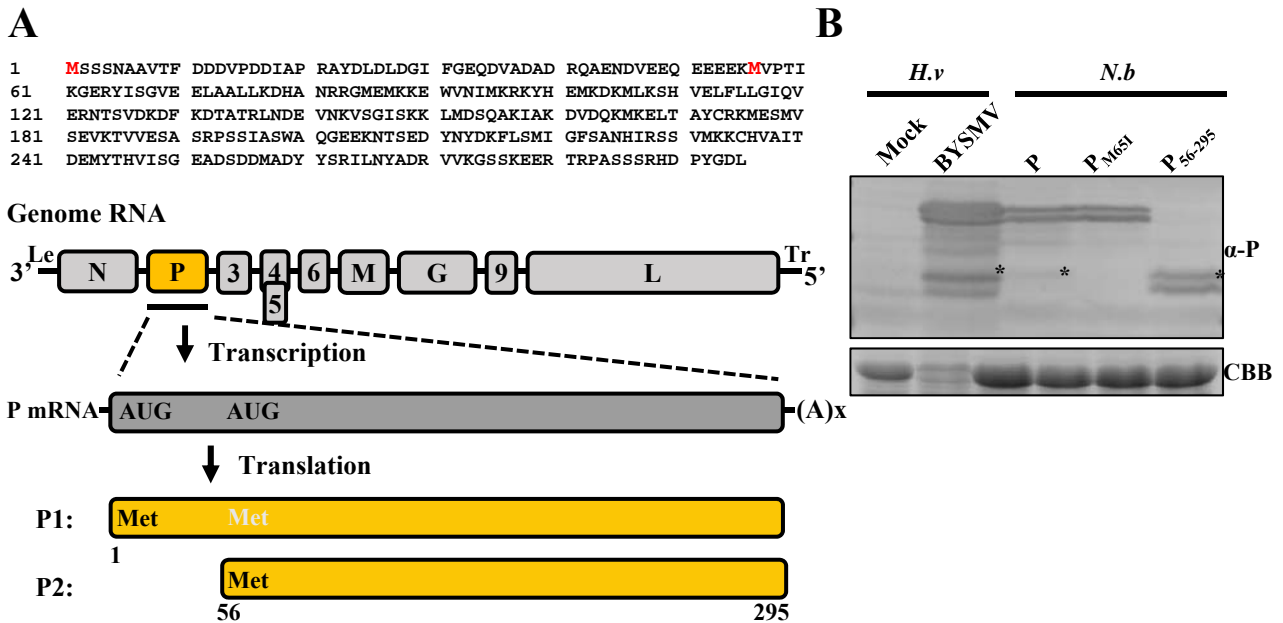 A
1 MSSSNAAVTF DDDVPDDIAP RAYDLDLDGI FGEQDVADAD RQAENDVEEQ EEEEKMVPTI
61 KGERYISGVE ELAALLKDHA NRRGMEMKKE WVNIMKRKYH EMKDKMLKSH VELFLLGIQV
121 ERNTSVDKDF KDTATRLNDE VNKVSGISKK LMDSQAKIAK DVDQKMKELT AYCRKMESMV
181 SEVKTVVESA SRPSSIASWA QGEEKNTSED YNYDKFLSMI GFSANHIRSS VMKKCHVAIT
241 DEMYTHVISG EADSDDMADY YSRILNYADR VVKGSSKEER TRPASSSRHD PYGDL
Genome RNA
3’ Le N P 3 4 6 M G 9 L Tr 5’
5
Transcription
P mRNA AUG AUG (A)x
Translation
P1: Met Met
1
P2: Met
56 295
B
H.v N.b
Mock BYSMV P PM65I P56-295
α-P
* * *
CBB